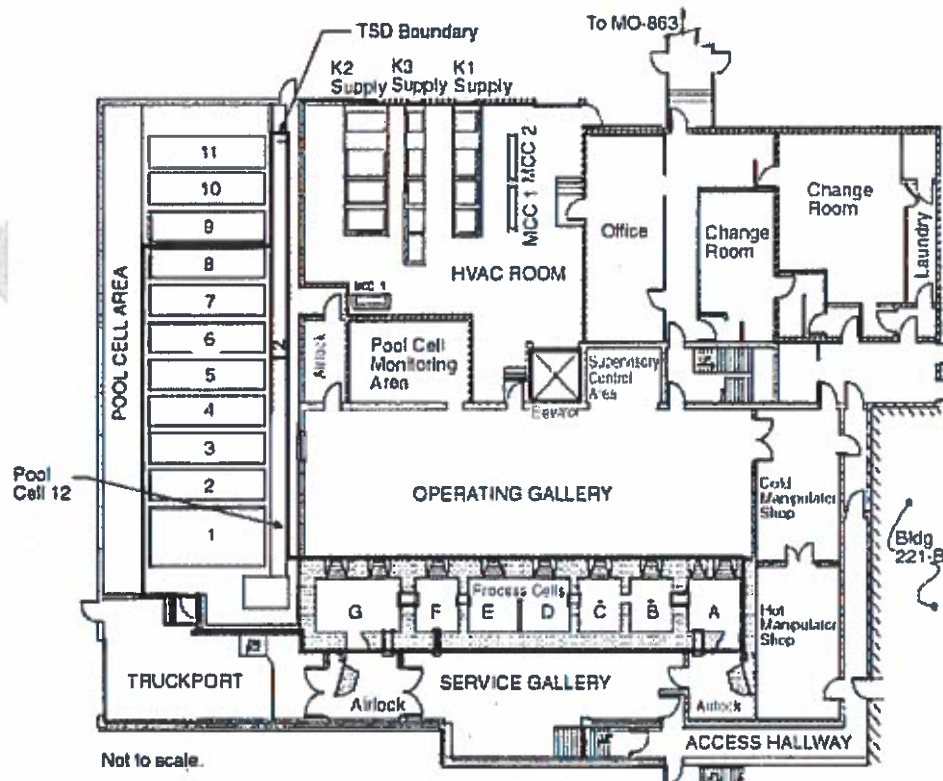 To MO-863
TSD Boundary
K2
Supply
K3
Supply
K1
Supply
MCC 2
MCC 1
11
10
9
8
7
6
5
4
3
2
1
12
POOL CELL AREA
Pool
Cell 12
HVAC ROOM
MCC 1
Airlock
Pool Cell
Monitoring
Area
Elevator
Supervisory
Control
Area
Office
Change
Room
Change
Room
Laundry
OPERATING GALLERY
Cold
Manipulator
Shop
Bldg
221-B
Process Cells
G
F
E
D
C
B
A
Hot
Manipulator
Shop
TRUCKPORT
Airlock
SERVICE GALLERY
Airlock
ACCESS HALLWAY
Not to scale.